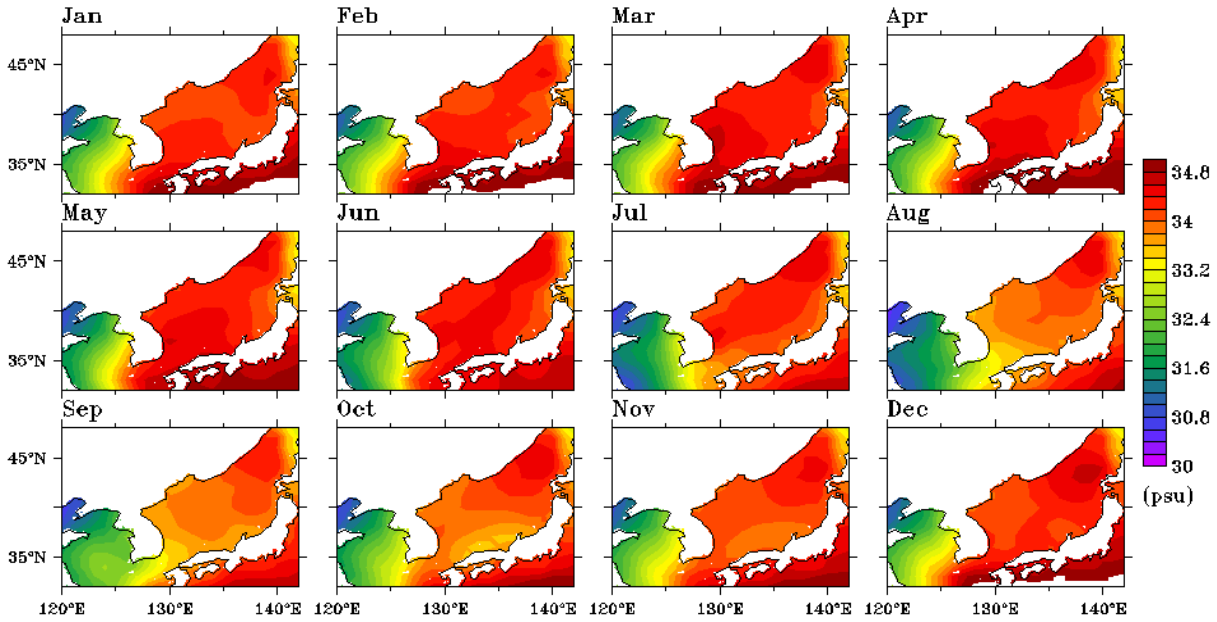 Jan Feb Mar Apr
45°N
35°N
May Jun Jul Aug
34.8
34
33.2
32.4
31.6
30.8
30
(psu)
45°N
35°N
Sep Oct Nov Dec
45°N
35°N
120°E 130°E 140°E 130°E 140°E 120°E 130°E 140°E 120°E 130°E 140°E